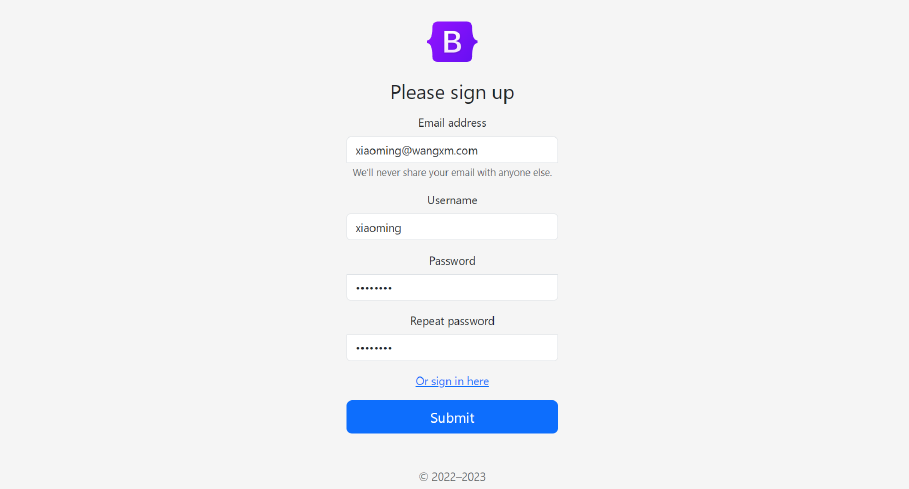 B
Please sign up
Email address
xiaoming@wangxm.com
We'll never share your email with anyone else.
Username
xiaoming
Password
••••••••
Repeat password
••••••••
Or sign in here
Submit
© 2022–2023